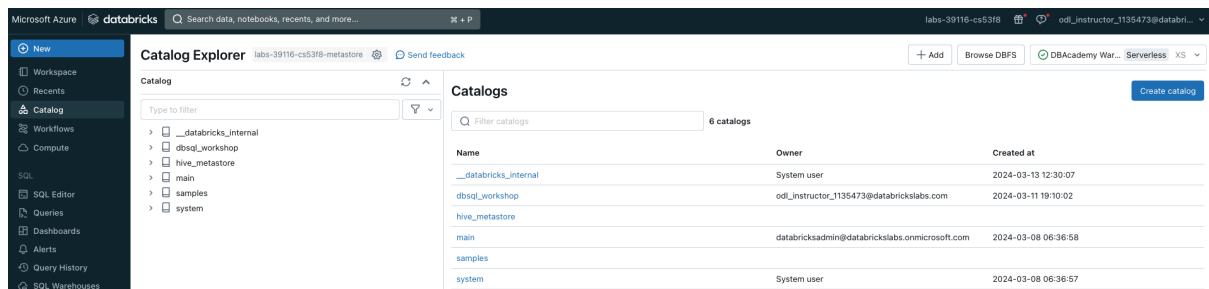 Microsoft Azure databricks Search data, notebooks, recents, and more... ⌘ + P labs-39116-cs53f8 odl_instructor_1135473@databri...
New
Workspace
Recents
Catalog
Workflows
Compute
SQL
SQL Editor
Queries
Dashboards
Alerts
Query History
SQL Warehouses
Catalog Explorer labs-39116-cs53f8-metastore Send feedback
+ Add Browse DBFS DBAcademy War... Serverless XS
Catalog
Type to filter
__databricks_internal
dbsql_workshop
hive_metastore
main
samples
system
Catalogs Create catalog
Filter catalogs 6 catalogs
Name Owner Created at
__databricks_internal System user 2024-03-13 12:30:07
dbsql_workshop odl_instructor_1135473@databrickslabs.com 2024-03-11 19:10:02
hive_metastore
main databricksadmin@databrickslabs.onmicrosoft.com 2024-03-08 06:36:58
samples
system System user 2024-03-08 06:36:57